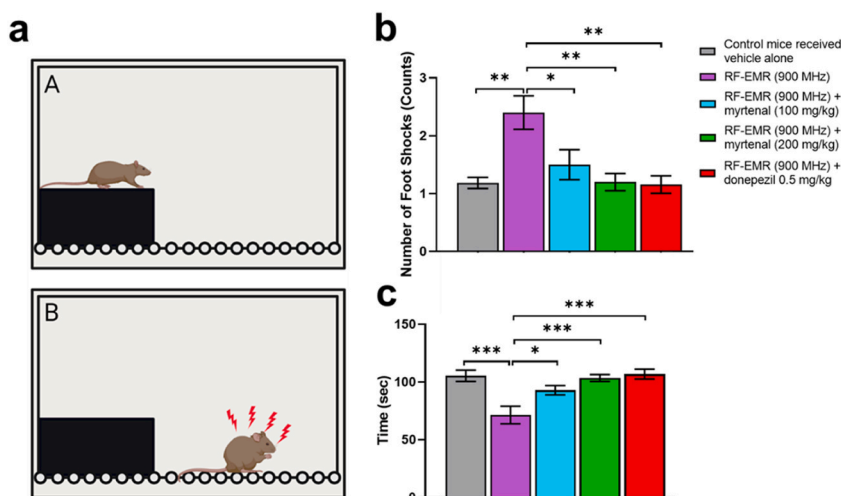 a
A
B
b
Number of Foot Shocks (Counts)
3
2
1
0
**
**
**
*
Control mice received
vehicle alone
RF-EMR (900 MHz)
RF-EMR (900 MHz) +
myrtenal (100 mg/kg)
RF-EMR (900 MHz) +
myrtenal (200 mg/kg)
RF-EMR (900 MHz) +
donepezil 0.5 mg/kg
c
Time (sec)
150
100
50
0
***
***
***
*